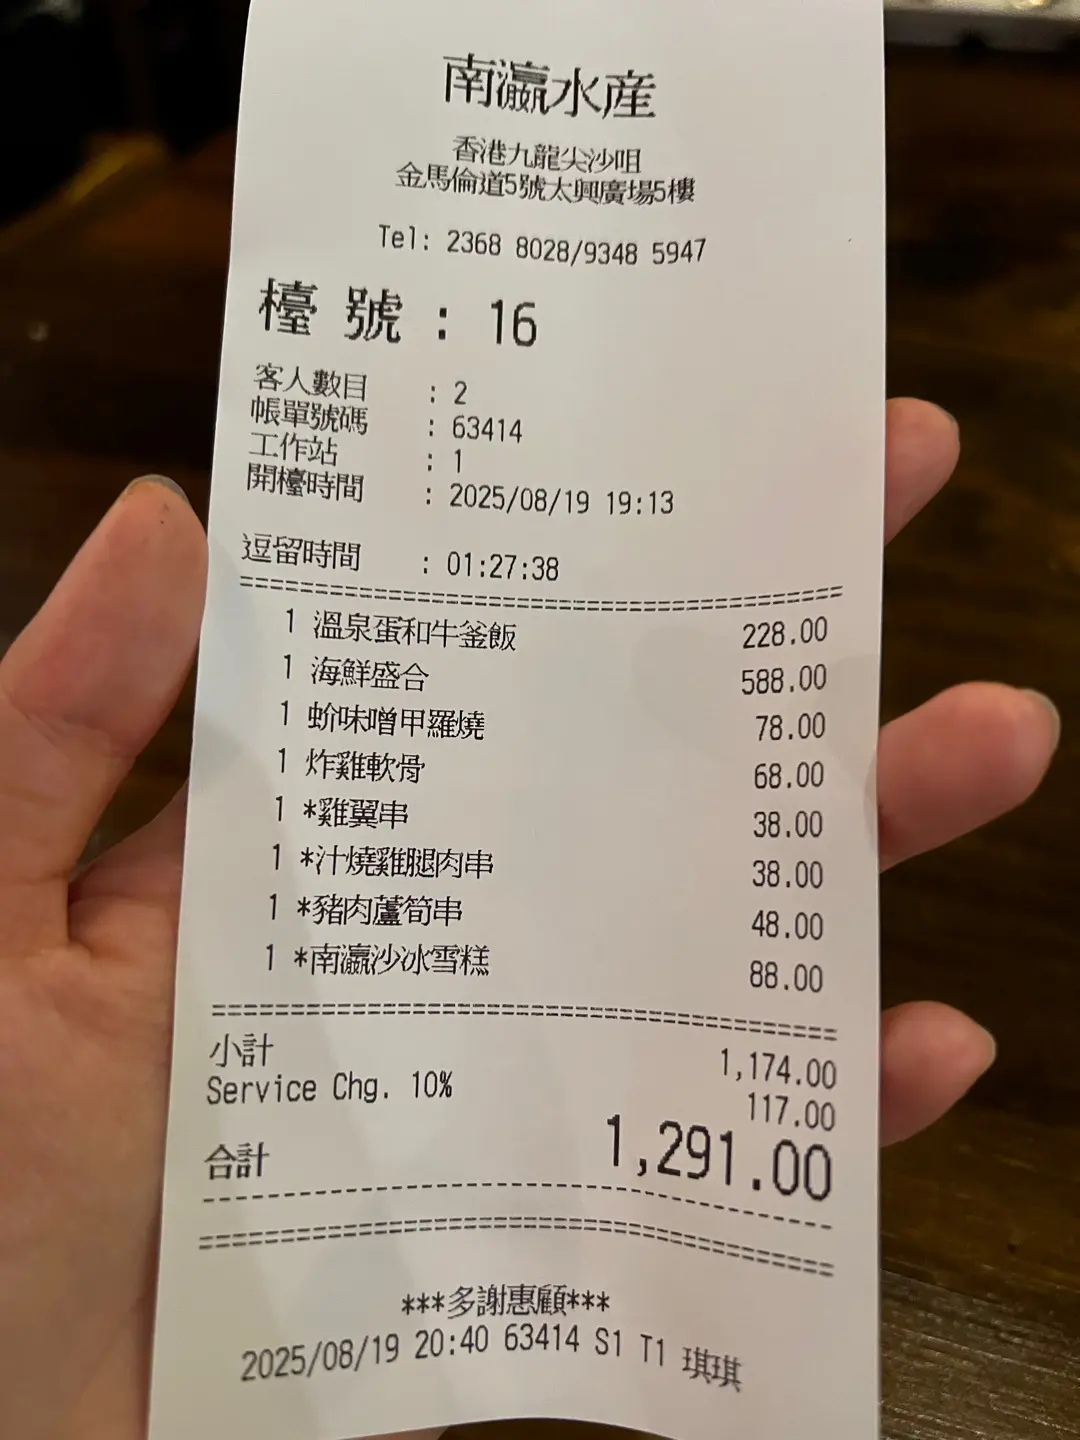 南瀛水産
香港九龍尖沙咀
金馬倫道5號太興廣場5樓
Tel: 2368 8028/9348 5947
檯 號 : 16
客人數目 : 2
帳單號碼 : 63414
工作站 : 1
開檯時間 : 2025/08/19 19:13
逗留時間 : 01:27:38
1 溫泉蛋和牛釜飯 228.00
1 海鮮盛合 588.00
1 蚧味噌甲羅燒 78.00
1 炸雞軟骨 68.00
1 *雞翼串 38.00
1 *汁燒雞腿肉串 38.00
1 *豬肉蘆筍串 48.00
1 *南瀛沙冰雪糕 88.00
小計 1,174.00
Service Chg. 10% 117.00
合計 1,291.00
***多謝惠顧***
2025/08/19 20:40 63414 S1 T1 琪琪